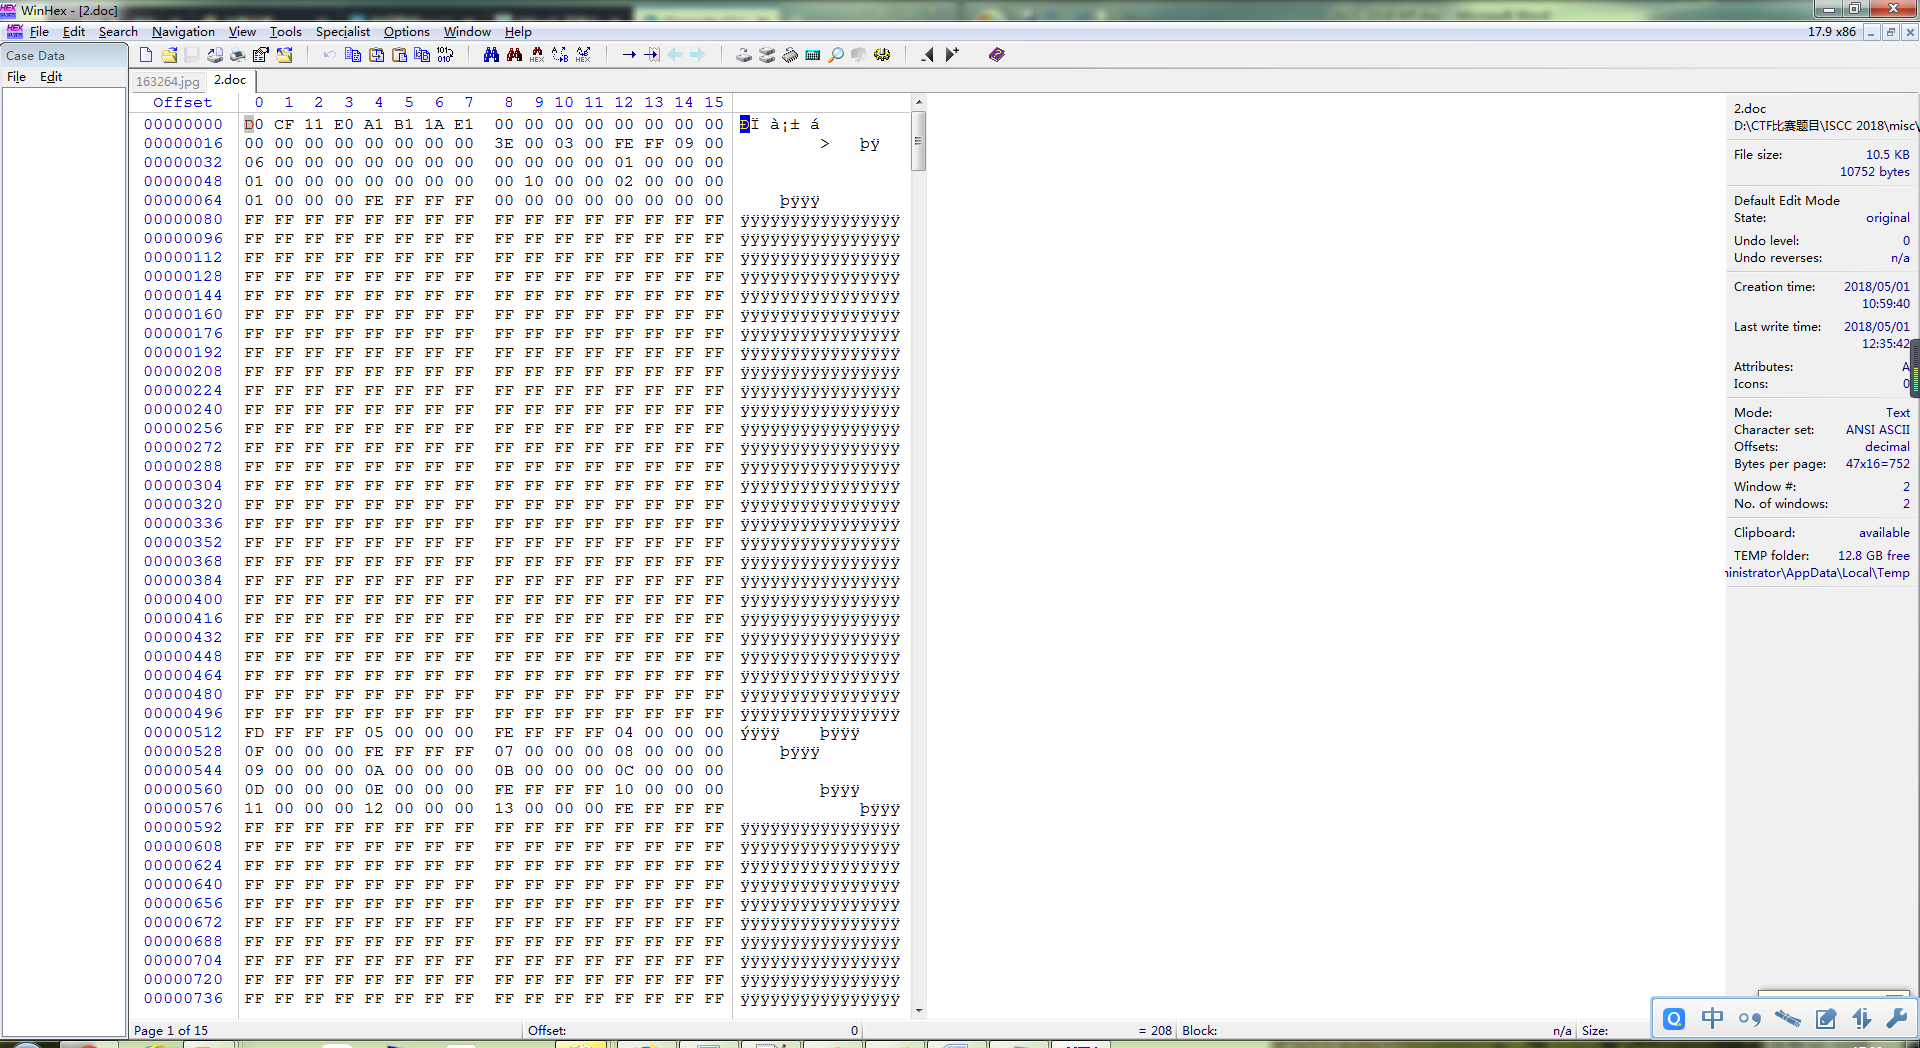 WinHex - [2.doc]
File Edit Search Navigation View Tools Specialist Options Window Help
17.9 x86
Case Data
File Edit
163264.jpg 2.doc
Offset 0 1 2 3 4 5 6 7 8 9 10 11 12 13 14 15
00000000 D0 CF 11 E0 A1 B1 1A E1 00 00 00 00 00 00 00 00 ÐÏ à¡± á
00000016 00 00 00 00 00 00 00 00 3E 00 03 00 FE FF 09 00 > þÿ
00000032 06 00 00 00 00 00 00 00 00 00 00 00 01 00 00 00
00000048 01 00 00 00 00 00 00 00 00 10 00 00 02 00 00 00
00000064 01 00 00 00 FE FF FF FF 00 00 00 00 00 00 00 00 þÿÿÿ
00000080 FF FF FF FF FF FF FF FF FF FF FF FF FF FF FF FF ÿÿÿÿÿÿÿÿÿÿÿÿÿÿÿÿ
00000096 FF FF FF FF FF FF FF FF FF FF FF FF FF FF FF FF ÿÿÿÿÿÿÿÿÿÿÿÿÿÿÿÿ
00000112 FF FF FF FF FF FF FF FF FF FF FF FF FF FF FF FF ÿÿÿÿÿÿÿÿÿÿÿÿÿÿÿÿ
00000128 FF FF FF FF FF FF FF FF FF FF FF FF FF FF FF FF ÿÿÿÿÿÿÿÿÿÿÿÿÿÿÿÿ
00000144 FF FF FF FF FF FF FF FF FF FF FF FF FF FF FF FF ÿÿÿÿÿÿÿÿÿÿÿÿÿÿÿÿ
00000160 FF FF FF FF FF FF FF FF FF FF FF FF FF FF FF FF ÿÿÿÿÿÿÿÿÿÿÿÿÿÿÿÿ
00000176 FF FF FF FF FF FF FF FF FF FF FF FF FF FF FF FF ÿÿÿÿÿÿÿÿÿÿÿÿÿÿÿÿ
00000192 FF FF FF FF FF FF FF FF FF FF FF FF FF FF FF FF ÿÿÿÿÿÿÿÿÿÿÿÿÿÿÿÿ
00000208 FF FF FF FF FF FF FF FF FF FF FF FF FF FF FF FF ÿÿÿÿÿÿÿÿÿÿÿÿÿÿÿÿ
00000224 FF FF FF FF FF FF FF FF FF FF FF FF FF FF FF FF ÿÿÿÿÿÿÿÿÿÿÿÿÿÿÿÿ
00000240 FF FF FF FF FF FF FF FF FF FF FF FF FF FF FF FF ÿÿÿÿÿÿÿÿÿÿÿÿÿÿÿÿ
00000256 FF FF FF FF FF FF FF FF FF FF FF FF FF FF FF FF ÿÿÿÿÿÿÿÿÿÿÿÿÿÿÿÿ
00000272 FF FF FF FF FF FF FF FF FF FF FF FF FF FF FF FF ÿÿÿÿÿÿÿÿÿÿÿÿÿÿÿÿ
00000288 FF FF FF FF FF FF FF FF FF FF FF FF FF FF FF FF ÿÿÿÿÿÿÿÿÿÿÿÿÿÿÿÿ
00000304 FF FF FF FF FF FF FF FF FF FF FF FF FF FF FF FF ÿÿÿÿÿÿÿÿÿÿÿÿÿÿÿÿ
00000320 FF FF FF FF FF FF FF FF FF FF FF FF FF FF FF FF ÿÿÿÿÿÿÿÿÿÿÿÿÿÿÿÿ
00000336 FF FF FF FF FF FF FF FF FF FF FF FF FF FF FF FF ÿÿÿÿÿÿÿÿÿÿÿÿÿÿÿÿ
00000352 FF FF FF FF FF FF FF FF FF FF FF FF FF FF FF FF ÿÿÿÿÿÿÿÿÿÿÿÿÿÿÿÿ
00000368 FF FF FF FF FF FF FF FF FF FF FF FF FF FF FF FF ÿÿÿÿÿÿÿÿÿÿÿÿÿÿÿÿ
00000384 FF FF FF FF FF FF FF FF FF FF FF FF FF FF FF FF ÿÿÿÿÿÿÿÿÿÿÿÿÿÿÿÿ
00000400 FF FF FF FF FF FF FF FF FF FF FF FF FF FF FF FF ÿÿÿÿÿÿÿÿÿÿÿÿÿÿÿÿ
00000416 FF FF FF FF FF FF FF FF FF FF FF FF FF FF FF FF ÿÿÿÿÿÿÿÿÿÿÿÿÿÿÿÿ
00000432 FF FF FF FF FF FF FF FF FF FF FF FF FF FF FF FF ÿÿÿÿÿÿÿÿÿÿÿÿÿÿÿÿ
00000448 FF FF FF FF FF FF FF FF FF FF FF FF FF FF FF FF ÿÿÿÿÿÿÿÿÿÿÿÿÿÿÿÿ
00000464 FF FF FF FF FF FF FF FF FF FF FF FF FF FF FF FF ÿÿÿÿÿÿÿÿÿÿÿÿÿÿÿÿ
00000480 FF FF FF FF FF FF FF FF FF FF FF FF FF FF FF FF ÿÿÿÿÿÿÿÿÿÿÿÿÿÿÿÿ
00000496 FF FF FF FF FF FF FF FF FF FF FF FF FF FF FF FF ÿÿÿÿÿÿÿÿÿÿÿÿÿÿÿÿ
00000512 FD FF FF FF 05 00 00 00 FE FF FF FF 04 00 00 00 ýÿÿÿ þÿÿÿ
00000528 0F 00 00 00 FE FF FF FF 07 00 00 00 08 00 00 00 þÿÿÿ
00000544 09 00 00 00 0A 00 00 00 0B 00 00 00 0C 00 00 00
00000560 0D 00 00 00 0E 00 00 00 FE FF FF FF 10 00 00 00 þÿÿÿ
00000576 11 00 00 00 12 00 00 00 13 00 00 00 FE FF FF FF þÿÿÿ
00000592 FF FF FF FF FF FF FF FF FF FF FF FF FF FF FF FF ÿÿÿÿÿÿÿÿÿÿÿÿÿÿÿÿ
00000608 FF FF FF FF FF FF FF FF FF FF FF FF FF FF FF FF ÿÿÿÿÿÿÿÿÿÿÿÿÿÿÿÿ
00000624 FF FF FF FF FF FF FF FF FF FF FF FF FF FF FF FF ÿÿÿÿÿÿÿÿÿÿÿÿÿÿÿÿ
00000640 FF FF FF FF FF FF FF FF FF FF FF FF FF FF FF FF ÿÿÿÿÿÿÿÿÿÿÿÿÿÿÿÿ
00000656 FF FF FF FF FF FF FF FF FF FF FF FF FF FF FF FF ÿÿÿÿÿÿÿÿÿÿÿÿÿÿÿÿ
00000672 FF FF FF FF FF FF FF FF FF FF FF FF FF FF FF FF ÿÿÿÿÿÿÿÿÿÿÿÿÿÿÿÿ
00000688 FF FF FF FF FF FF FF FF FF FF FF FF FF FF FF FF ÿÿÿÿÿÿÿÿÿÿÿÿÿÿÿÿ
00000704 FF FF FF FF FF FF FF FF FF FF FF FF FF FF FF FF ÿÿÿÿÿÿÿÿÿÿÿÿÿÿÿÿ
00000720 FF FF FF FF FF FF FF FF FF FF FF FF FF FF FF FF ÿÿÿÿÿÿÿÿÿÿÿÿÿÿÿÿ
00000736 FF FF FF FF FF FF FF FF FF FF FF FF FF FF FF FF ÿÿÿÿÿÿÿÿÿÿÿÿÿÿÿÿ
2.doc
D:\CTF比赛题目\ISCC 2018\misc\
File size: 10.5 KB
10752 bytes
Default Edit Mode
State: original
Undo level: 0
Undo reverses: n/a
Creation time: 2018/05/01
10:59:40
Last write time: 2018/05/01
12:35:42
Attributes: A
Icons: 0
Mode: Text
Character set: ANSI ASCII
Offsets: decimal
Bytes per page: 47x16=752
Window #: 2
No. of windows: 2
Clipboard: available
TEMP folder: 12.8 GB free
inistrator\AppData\Local\Temp
Page 1 of 15 Offset: 0 = 208 Block: n/a Size:
中